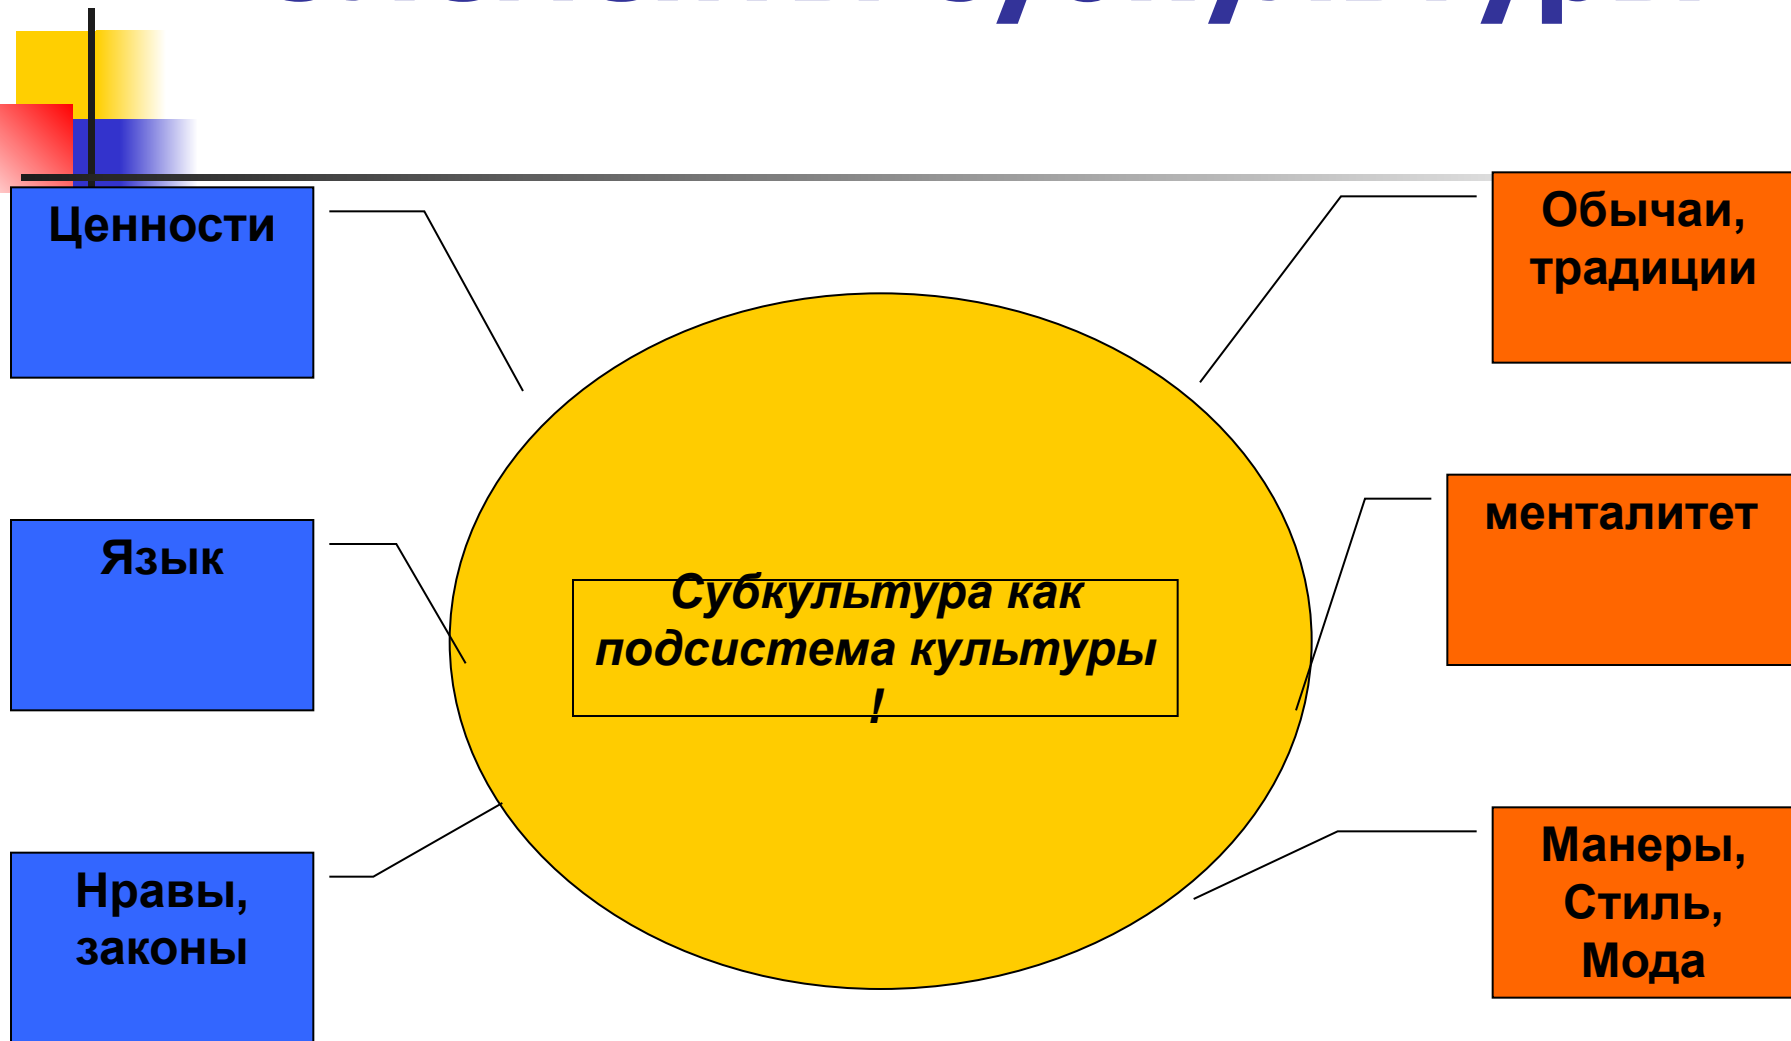 Ценности
Обычаи,
традиции
Язык
менталитет
Субкультура как
подсистема культуры
!
Нравы,
законы
Манеры,
Стиль,
Мода